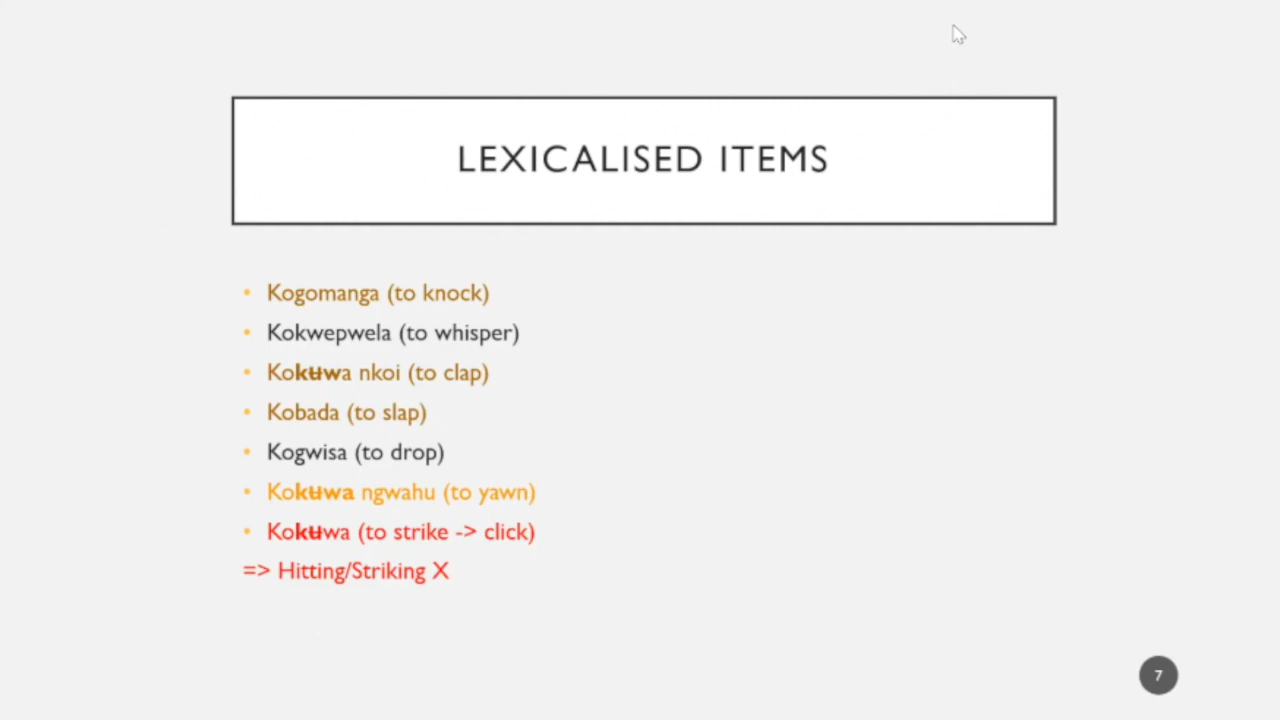 LEXICALISED ITEMS
• Kogomanga (to knock)
• Kokwepwela (to whisper)
• Kokʉwa nkoi (to clap)
• Kobada (to slap)
• Kogwisa (to drop)
• Kokʉwa ngwahu (to yawn)
• Kokʉwa (to strike -> click)
=> Hitting/Striking X
7